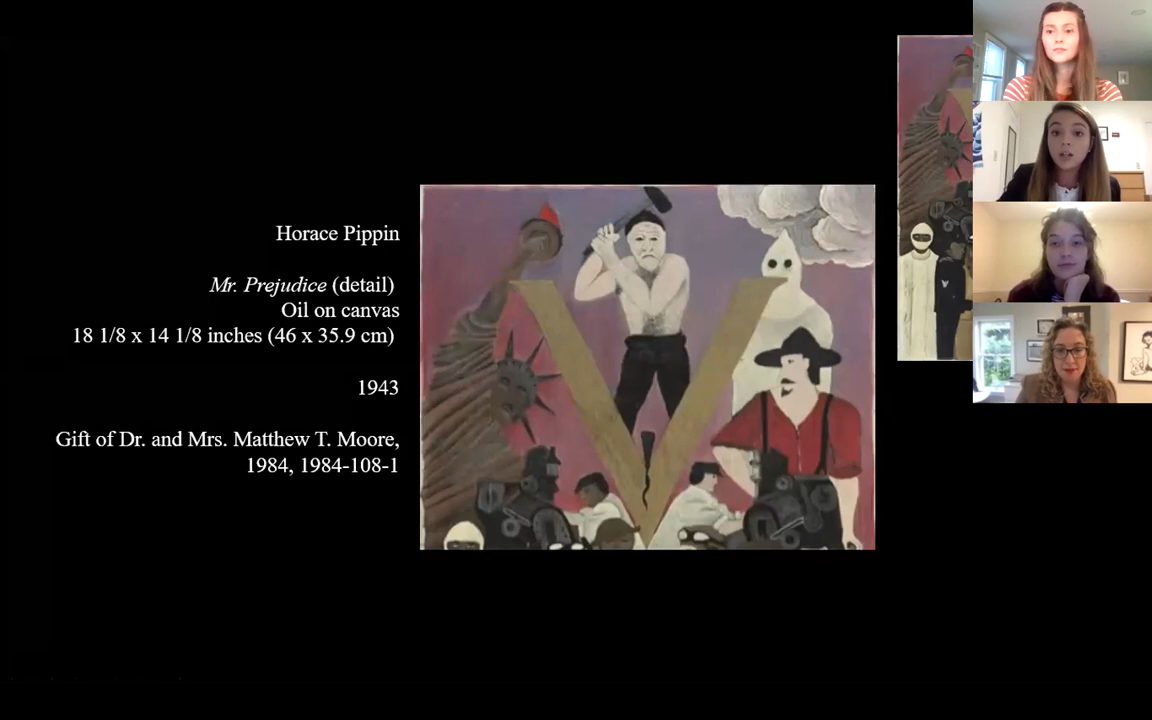 Horace Pippin
Mr. Prejudice (detail)
Oil on canvas
18 1/8 x 14 1/8 inches (46 x 35.9 cm)
1943
Gift of Dr. and Mrs. Matthew T. Moore,
1984, 1984-108-1